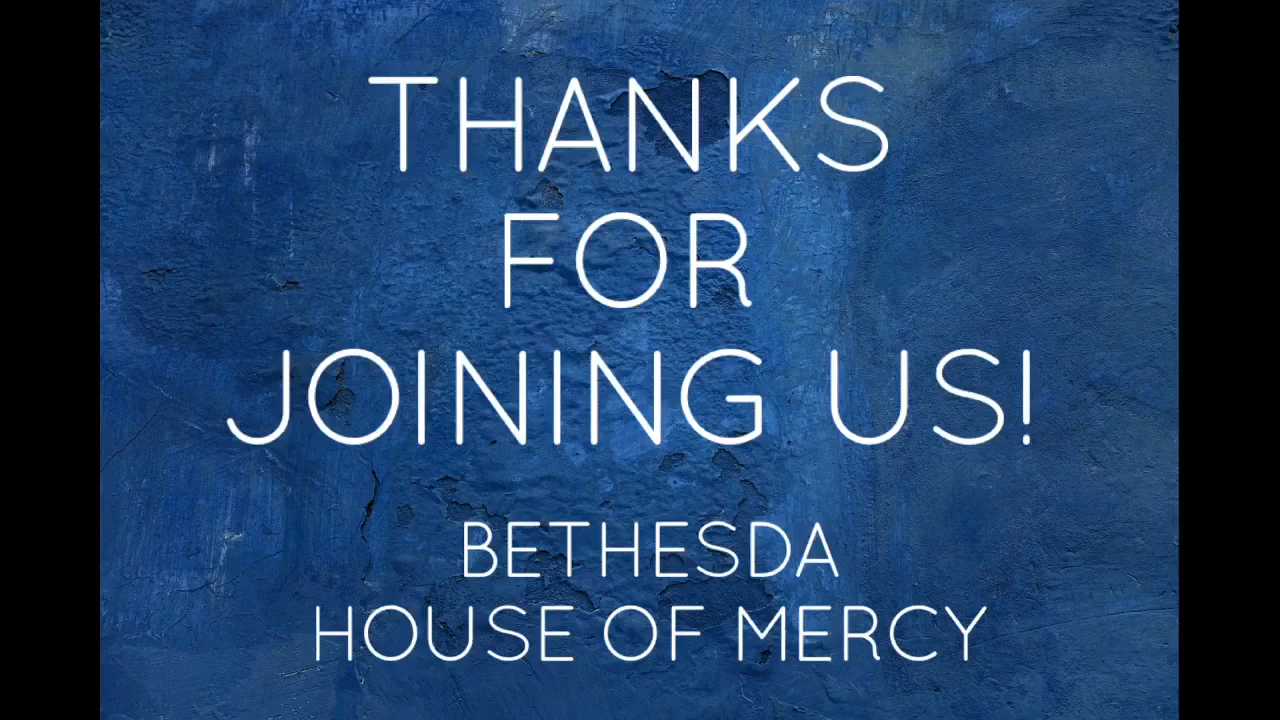 THANKS
FOR
JOINING US!
BETHESDA
HOUSE OF MERCY